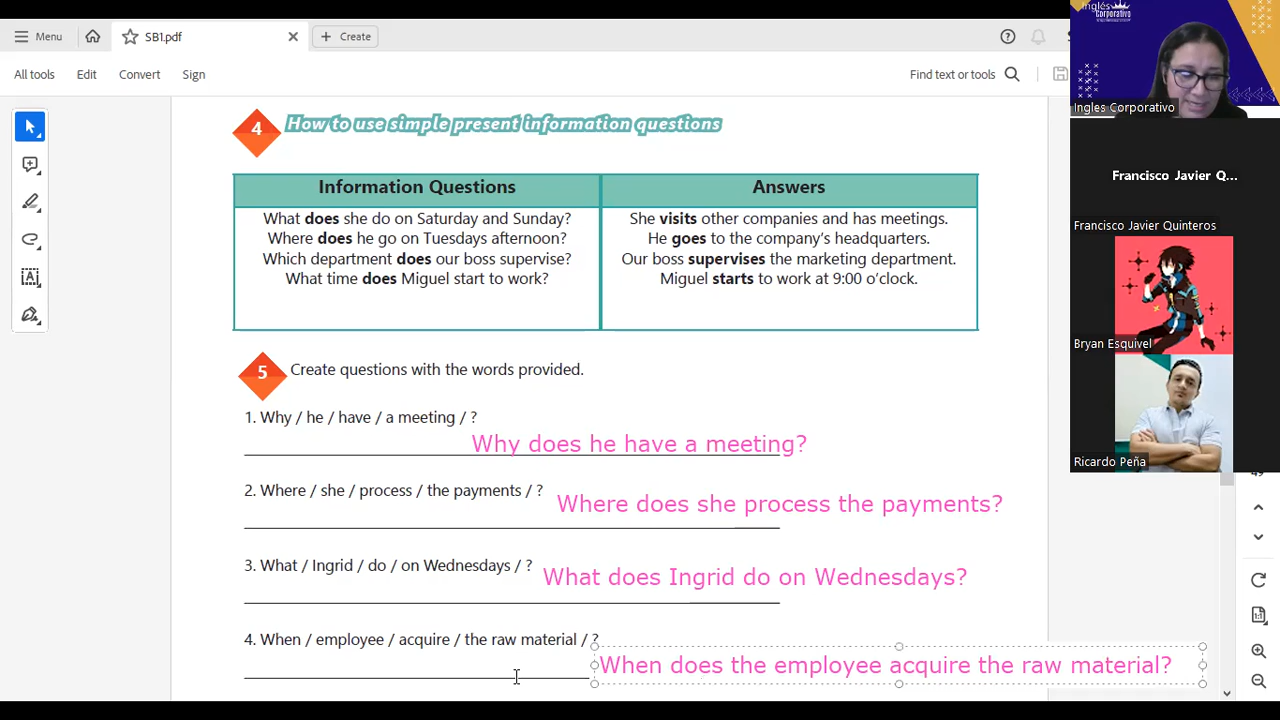 Menu
SB1.pdf
Create
All tools
Edit
Convert
Sign
Find text or tools
4
How to use simple present information questions
Information Questions
Answers
What does she do on Saturday and Sunday?
She visits other companies and has meetings.
Where does he go on Tuesdays afternoon?
He goes to the company's headquarters.
Which department does our boss supervise?
Our boss supervises the marketing department.
What time does Miguel start to work?
Miguel starts to work at 9:00 o'clock.
5
Create questions with the words provided.
1. Why / he / have / a meeting / ?
Why does he have a meeting?
2. Where / she / process / the payments / ?
Where does she process the payments?
3. What / Ingrid / do / on Wednesdays / ?
What does Ingrid do on Wednesdays?
4. When / employee / acquire / the raw material / ?
When does the employee acquire the raw material?
Inglés
Corporativo
Ingles Corporativo
Francisco Javier Q...
Francisco Javier Quinteros
Bryan Esquivel
Ricardo Peña